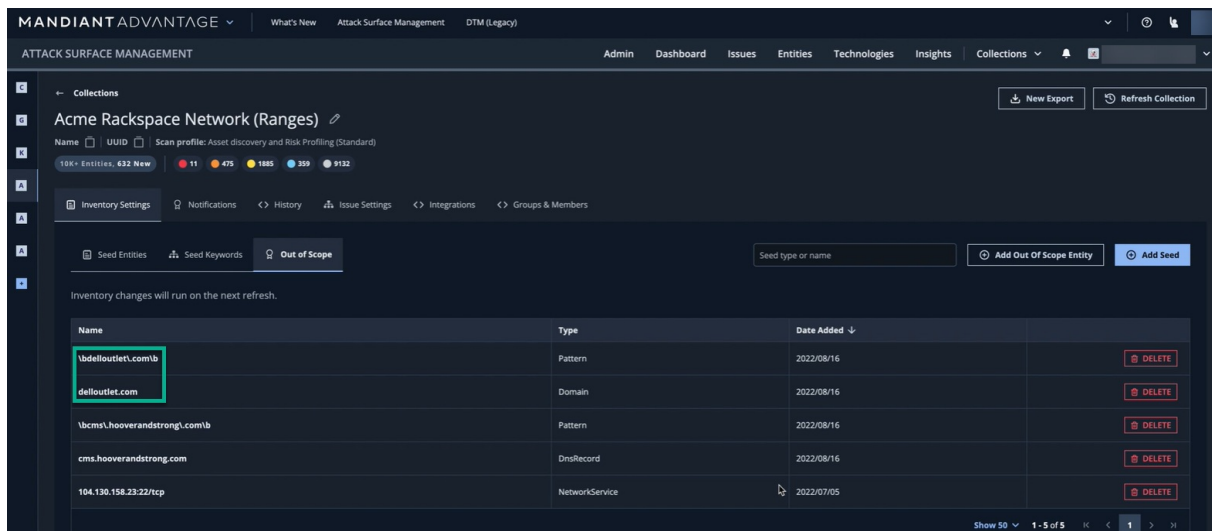 MANDIANT ADVANTAGE What's New Attack Surface Management DTM (Legacy)
ATTACK SURFACE MANAGEMENT Admin Dashboard Issues Entities Technologies Insights Collections
← Collections New Export Refresh Collection
Acme Rackspace Network (Ranges)
Name UUID Scan profile: Asset discovery and Risk Profiling (Standard)
10K+ Entities, 632 New 11 475 1885 359 9132
Inventory Settings Notifications <> History Issue Settings <> Integrations <> Groups & Members
Seed Entities Seed Keywords Out of Scope Seed type or name Add Out Of Scope Entity Add Seed
Inventory changes will run on the next refresh.
Name Type Date Added ↓
\bdelloutlet\.com\b Pattern 2022/08/16 DELETE
delloutlet.com Domain 2022/08/16 DELETE
\bcms\.hooverandstrong\.com\b Pattern 2022/08/16 DELETE
cms.hooverandstrong.com DnsRecord 2022/08/16 DELETE
104.130.158.23:22/tcp NetworkService 2022/07/05 DELETE
Show 50 1 - 5 of 5 1
C
G
K
A
A
A
+